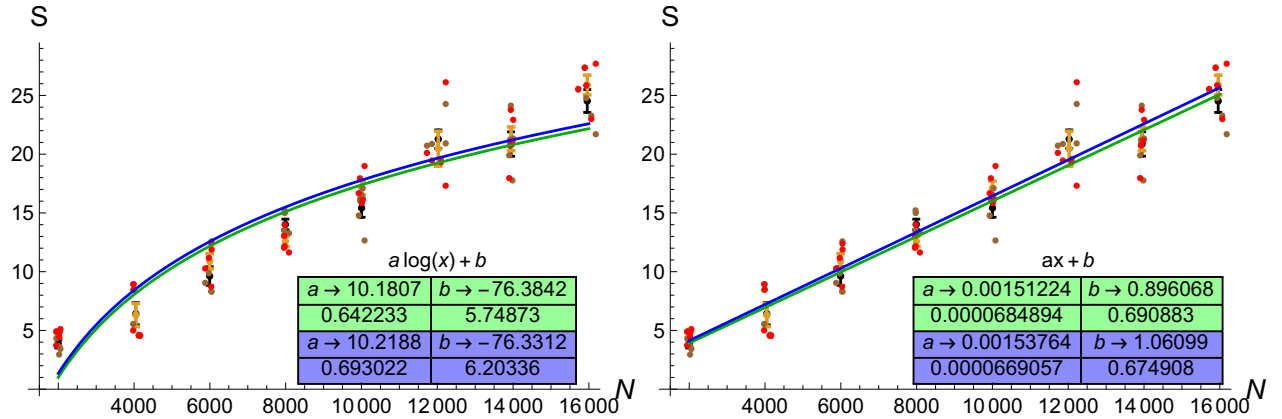 S
25
20
15
10
5
a log(x) + b
a → 10.1807 b → -76.3842
0.642233 5.74873
a → 10.2188 b → -76.3312
0.693022 6.20336
4000 6000 8000 10 000 12 000 14 000 16 000 N
S
25
20
15
10
5
ax + b
a → 0.00151224 b → 0.896068
0.0000684894 0.690883
a → 0.00153764 b → 1.06099
0.0000669057 0.674908
4000 6000 8000 10 000 12 000 14 000 16 000 N